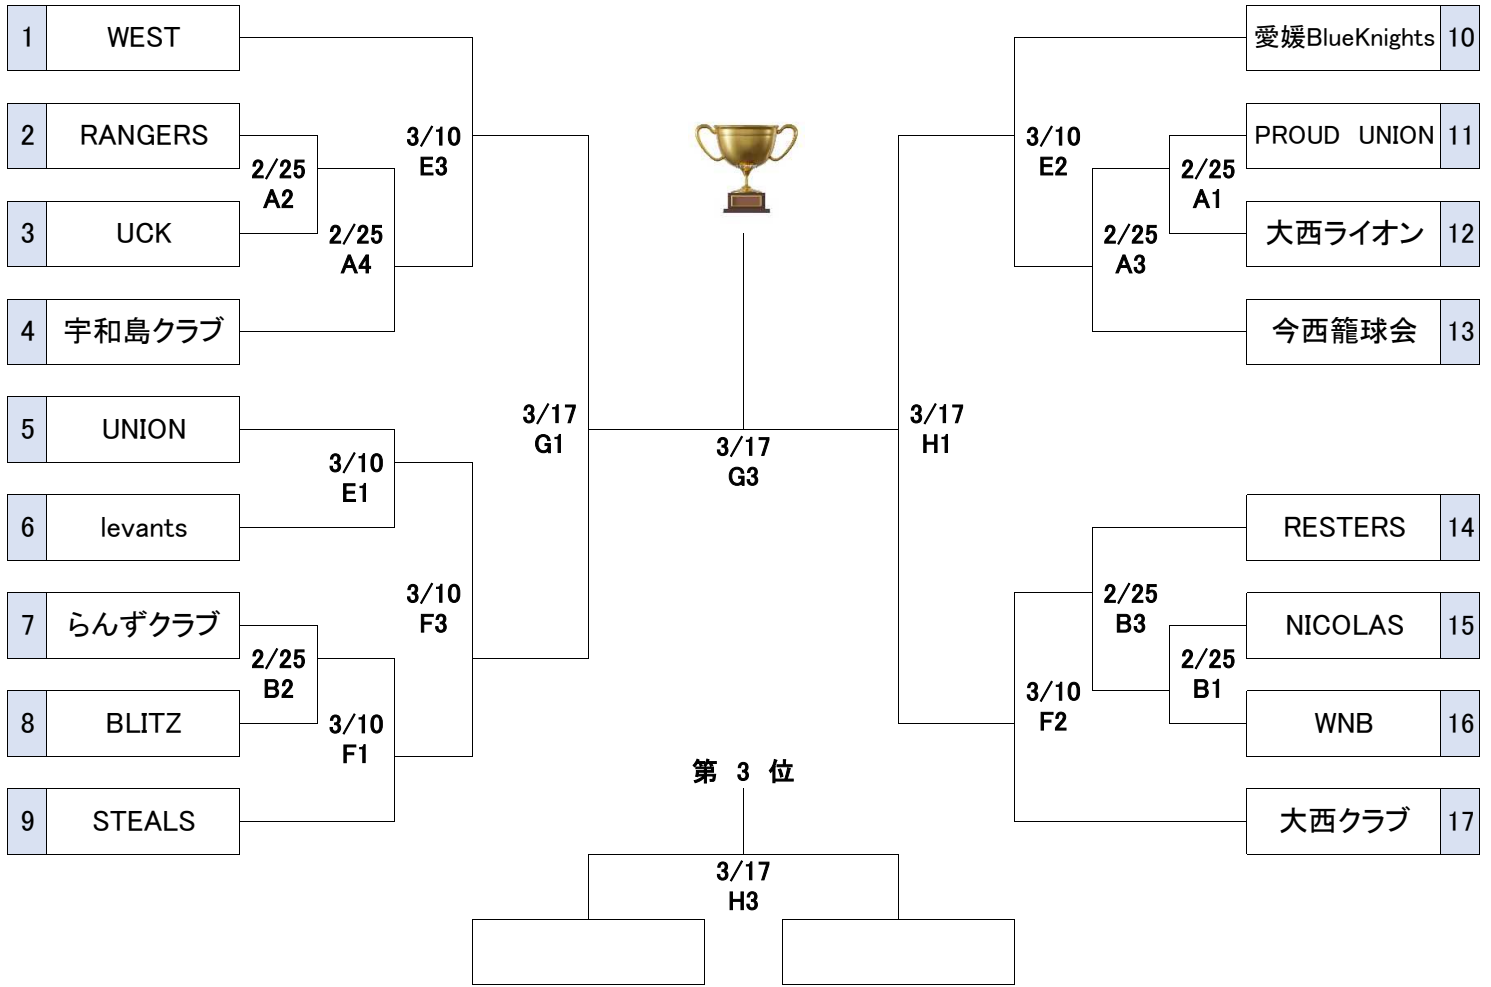 1 WEST
2 RANGERS
2/25
A2
3 UCK
2/25
A4
4 宇和島クラブ
3/10
E3
5 UNION
3/10
E1
6 levants
7 らんずクラブ
2/25
B2
8 BLITZ
3/10
F1
9 STEALS
3/10
F3
3/17
G1
3/17
G3
3/17
H1
愛媛BlueKnights 10
3/10
E2
PROUD　UNION 11
2/25
A1
大西ライオン 12
2/25
A3
今西籠球会 13
RESTERS 14
2/25
B3
NICOLAS 15
2/25
B1
WNB 16
3/10
F2
大西クラブ 17
第　3　位
3/17
H3